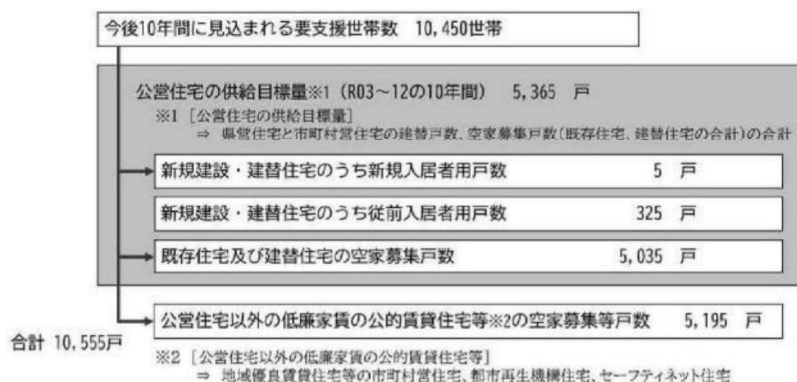 今後10年間に見込まれる要支援世帯数 10,450世帯
公営住宅の供給目標量※1（R03～12の10年間） 5,365 戸
※1 ［公営住宅の供給目標量］
⇒ 県営住宅と市町村営住宅の建替戸数、空家募集戸数（既存住宅、建替住宅の合計）の合計
新規建設・建替住宅のうち新規入居者用戸数 5 戸
新規建設・建替住宅のうち従前入居者用戸数 325 戸
既存住宅及び建替住宅の空家募集戸数 5,035 戸
公営住宅以外の低廉家賃の公的賃貸住宅等※2の空家募集等戸数 5,195 戸
合計 10,555戸
※2 ［公営住宅以外の低廉家賃の公的賃貸住宅等］
⇒ 地域優良賃貸住宅等の市町村営住宅、都市再生機構住宅、セーフティネット住宅